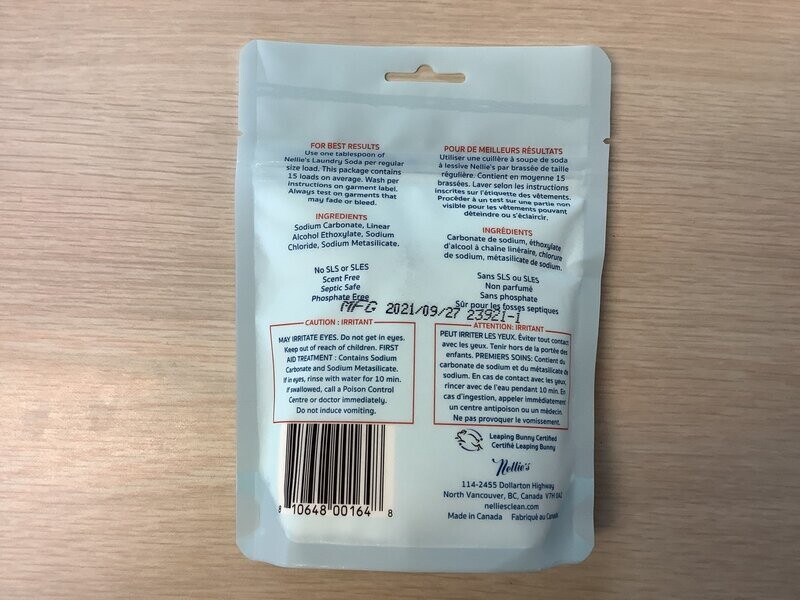 FOR BEST RESULTS
Use one tablespoon of
Nellie's Laundry Soda per regular
size load. This package contains
15 loads on average. Wash per
instructions on garment label.
Always test on garments that
may fade or bleed.
INGREDIENTS
Sodium Carbonate, Linear
Alcohol Ethoxylate, Sodium
Chloride, Sodium Metasilicate.
No SLS or SLES
Scent Free
Septic Safe
Phosphate Free
POUR DE MEILLEURS RÉSULTATS
Utiliser une cuillère à soupe de soda
à lessive Nellie's par brassée de taille
régulière. Contient en moyenne 15
brassées. Laver selon les instructions
inscrites sur l'étiquette des vêtements.
Procéder à un test sur une partie non
visible pour les vêtements pouvant
déteindre ou s'éclaircir.
INGRÉDIENTS
Carbonate de sodium, éthoxylate
d'alcool à chaîne linéraire, chlorure
de sodium, métasilicate de sodium.
Sans SLS ou SLES
Non parfumé
Sans phosphate
Sûr pour les fosses septiques
MFG 2021/09/27 23921-1
CAUTION : IRRITANT
MAY IRRITATE EYES. Do not get in eyes.
Keep out of reach of children. FIRST
AID TREATMENT : Contains Sodium
Carbonate and Sodium Metasilicate.
If in eyes, rinse with water for 10 min.
If swallowed, call a Poison Control
Centre or doctor immediately.
Do not induce vomiting.
ATTENTION: IRRITANT
PEUT IRRITER LES YEUX. Éviter tout contact
avec les yeux. Tenir hors de la portée des
enfants. PREMIERS SOINS: Contient du
carbonate de sodium et du métasilicate de
sodium. En cas de contact avec les yeux,
rincer avec de l'eau pendant 10 min. En
cas d'ingestion, appeler immédiatement
un centre antipoison ou un médecin.
Ne pas provoquer le vomissement.
8 10648 00164 8
Leaping Bunny Certified
Certifié Leaping Bunny
Nellie's
114-2455 Dollarton Highway
North Vancouver, BC, Canada V7H 0A2
nelliesclean.com
Made in Canada Fabriqué au Canada